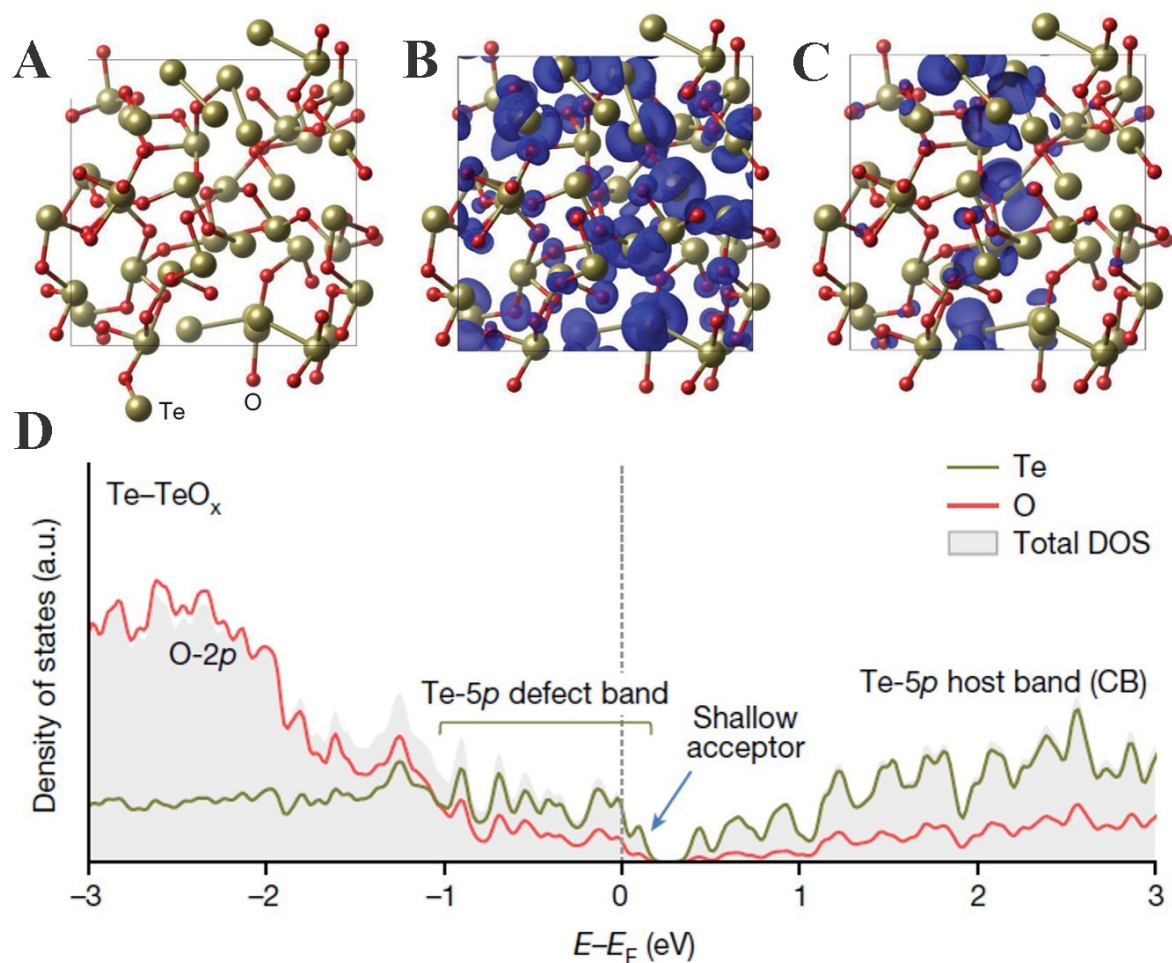 A
B
C
Te
O
D
Te–TeOₓ
Te
O
Total DOS
O-2p
Te-5p defect band
Te-5p host band (CB)
Shallow
acceptor
Density of states (a.u.)
–3
–2
–1
0
1
2
3
E–E_F (eV)